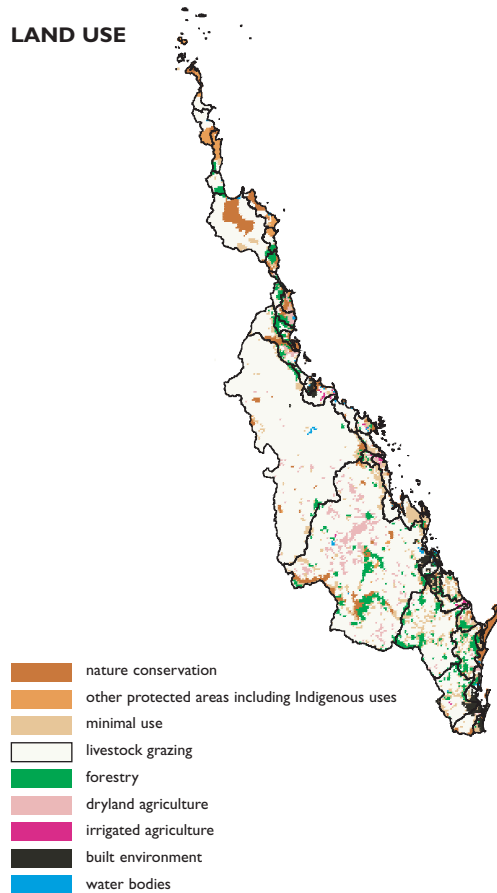 LAND USE
nature conservation
other protected areas including Indigenous uses
minimal use
livestock grazing
forestry
dryland agriculture
irrigated agriculture
built environment
water bodies